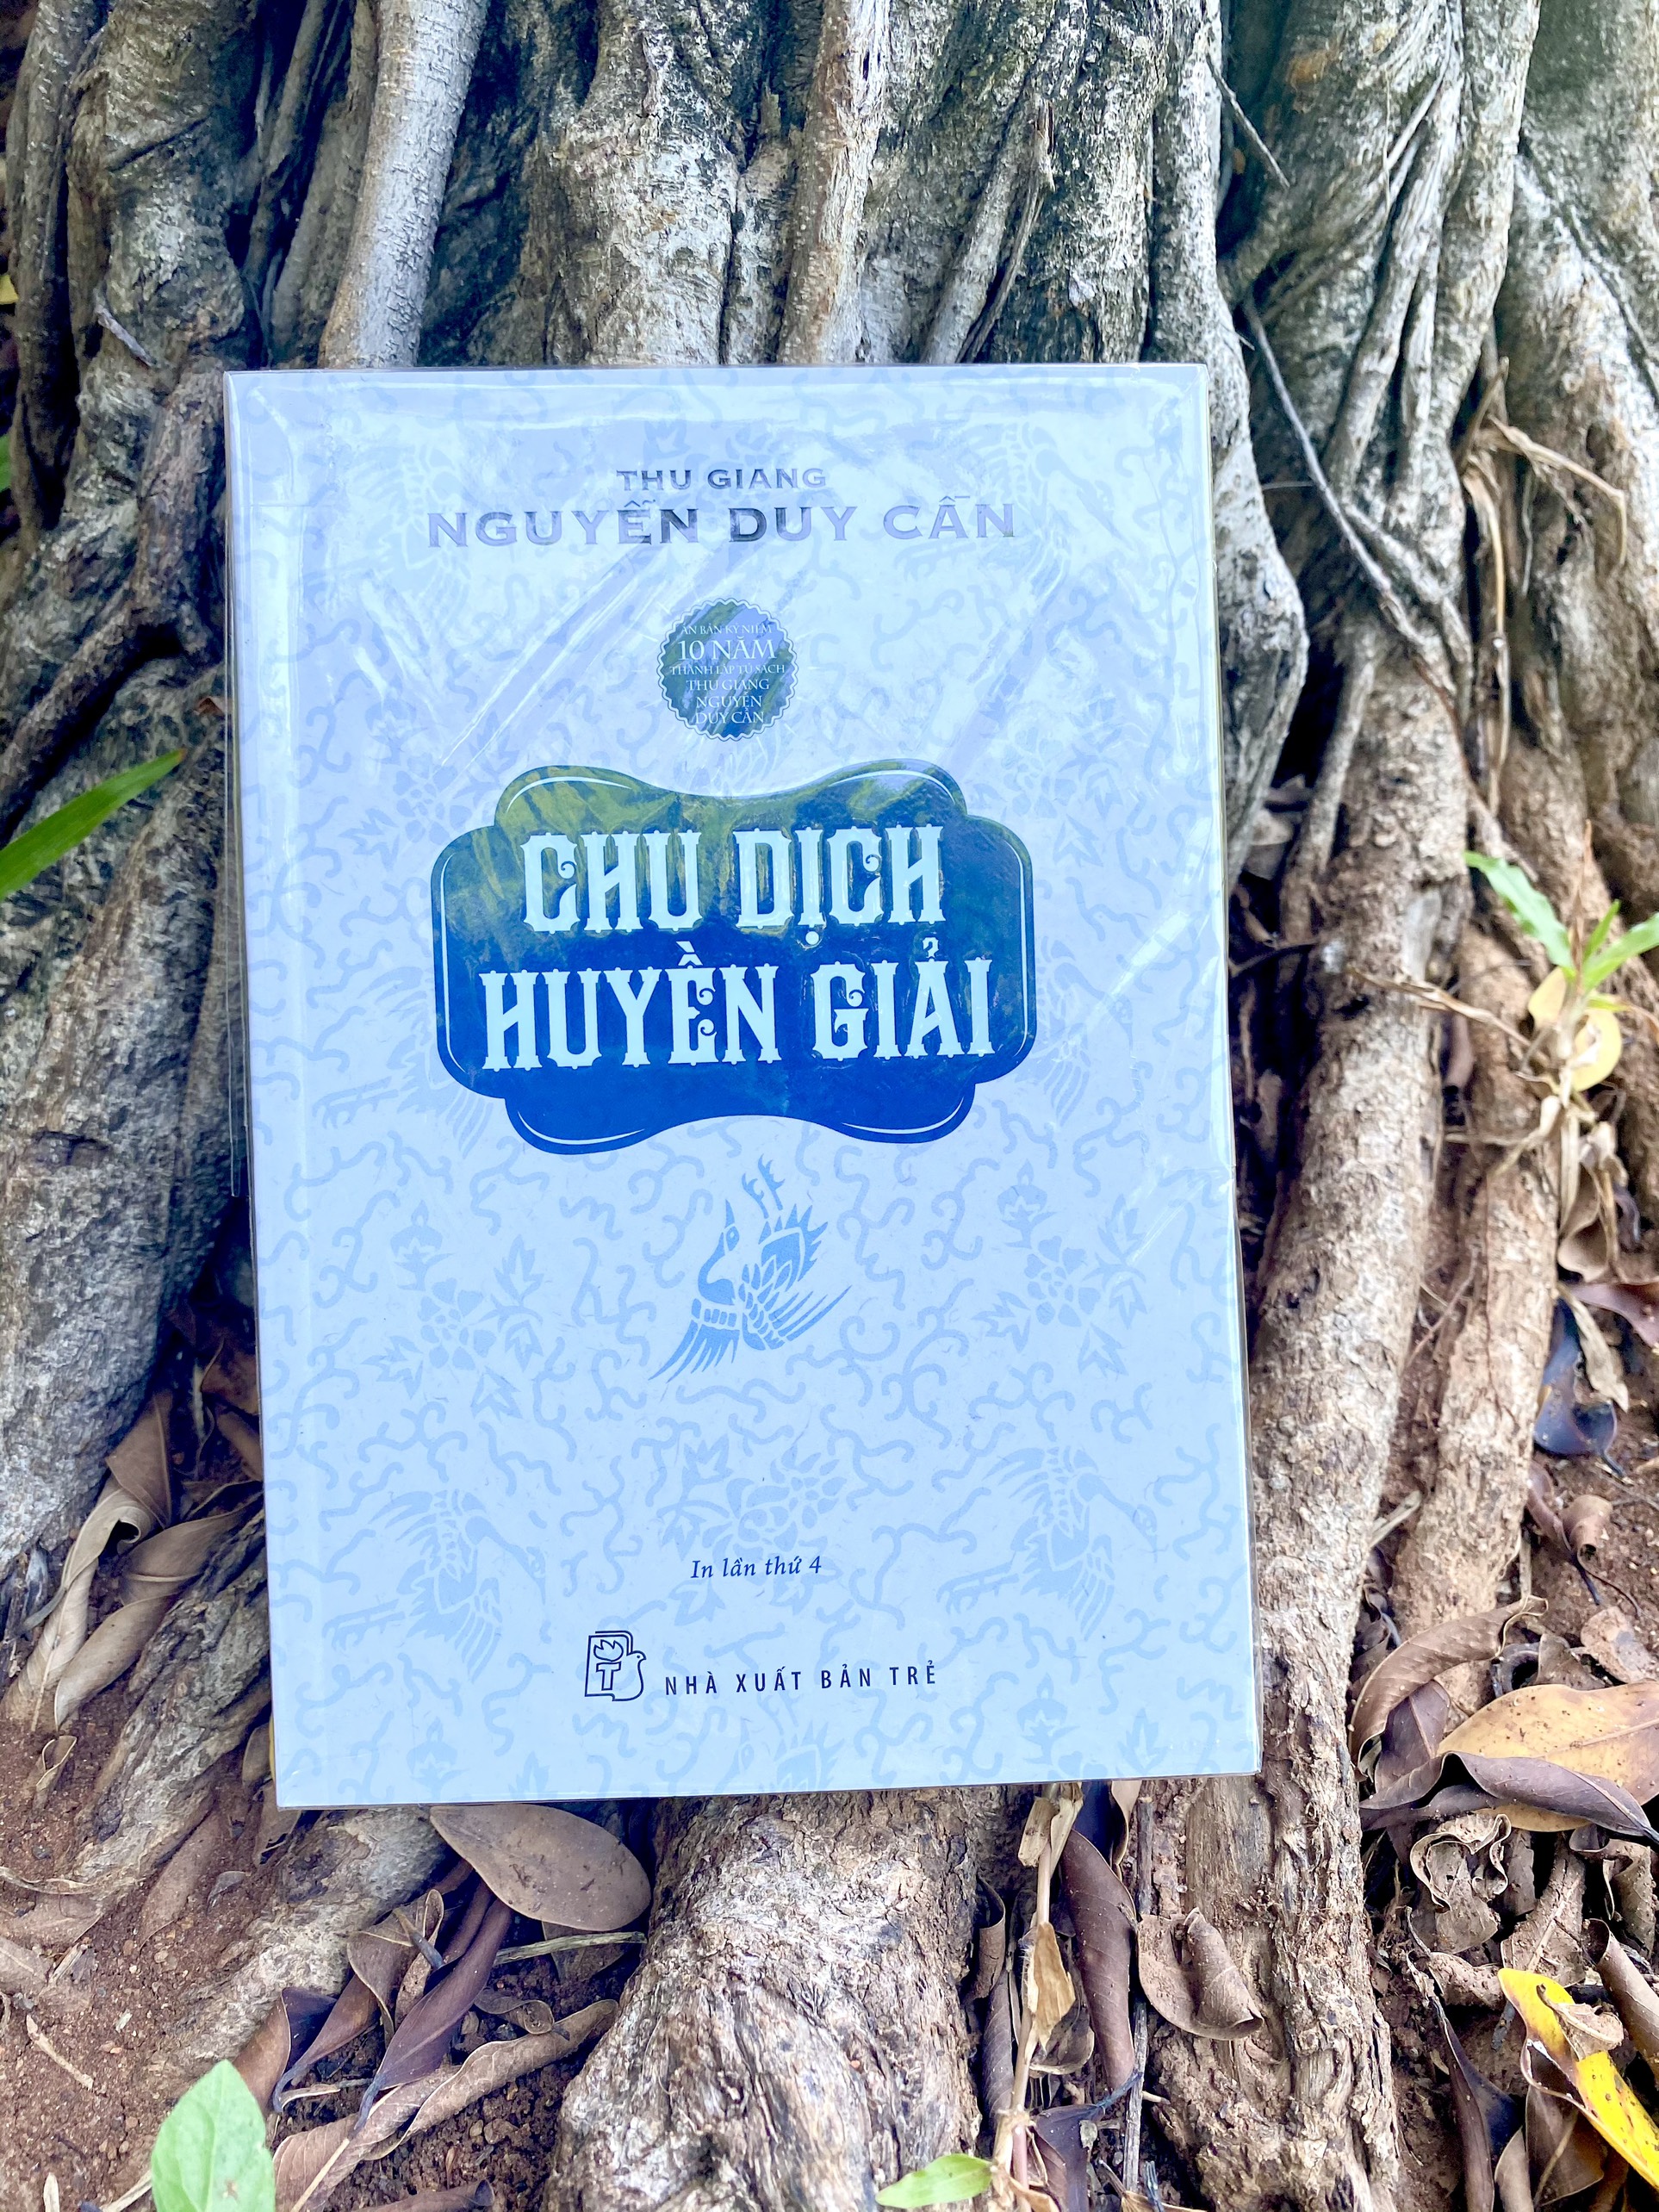 THU GIANG
NGUYỄN DUY CẦN
ẤN BẢN KỶ NIỆM
10 NĂM
THÀNH LẬP TỦ SÁCH
THU GIANG
NGUYỄN
DUY CẦN
CHU DỊCH
HUYỀN GIẢI
In lần thứ 4
T
NHÀ XUẤT BẢN TRẺ